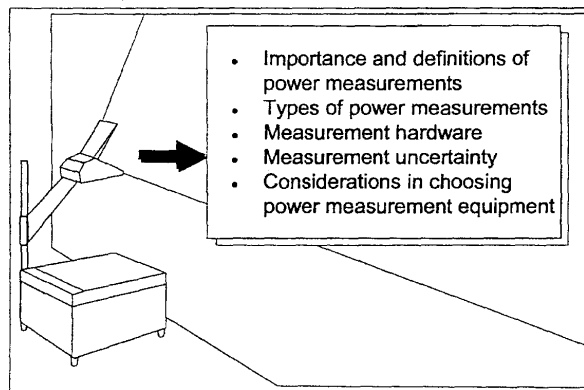 • Importance and definitions of
power measurements
• Types of power measurements
• Measurement hardware
• Measurement uncertainty
• Considerations in choosing
power measurement equipment